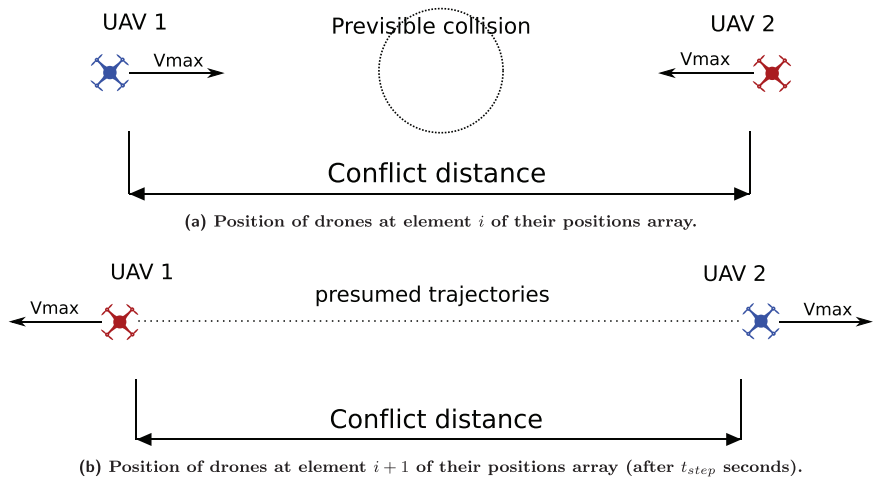 UAV 1
Previsible collision
UAV 2
Vmax
Vmax
Conflict distance
(a) Position of drones at element i of their positions array.
UAV 1
UAV 2
presumed trajectories
Vmax
Vmax
Conflict distance
(b) Position of drones at element i + 1 of their positions array (after t_step seconds).